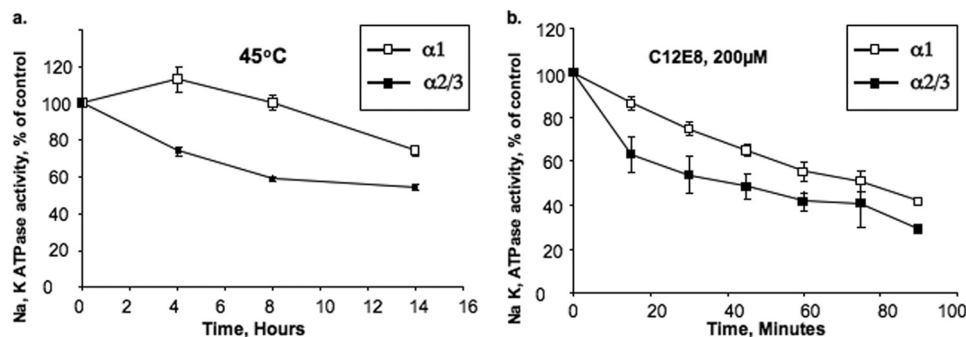 a.
45°C
α1
α2/3
Na, K ATPase activity, % of control
120
100
80
60
40
20
0
0 2 4 6 8 10 12 14 16
Time, Hours
b.
C12E8, 200µM
α1
α2/3
Na K, ATPase activity, % of control
100
80
60
40
20
0
0 20 40 60 80 100
Time, Minutes